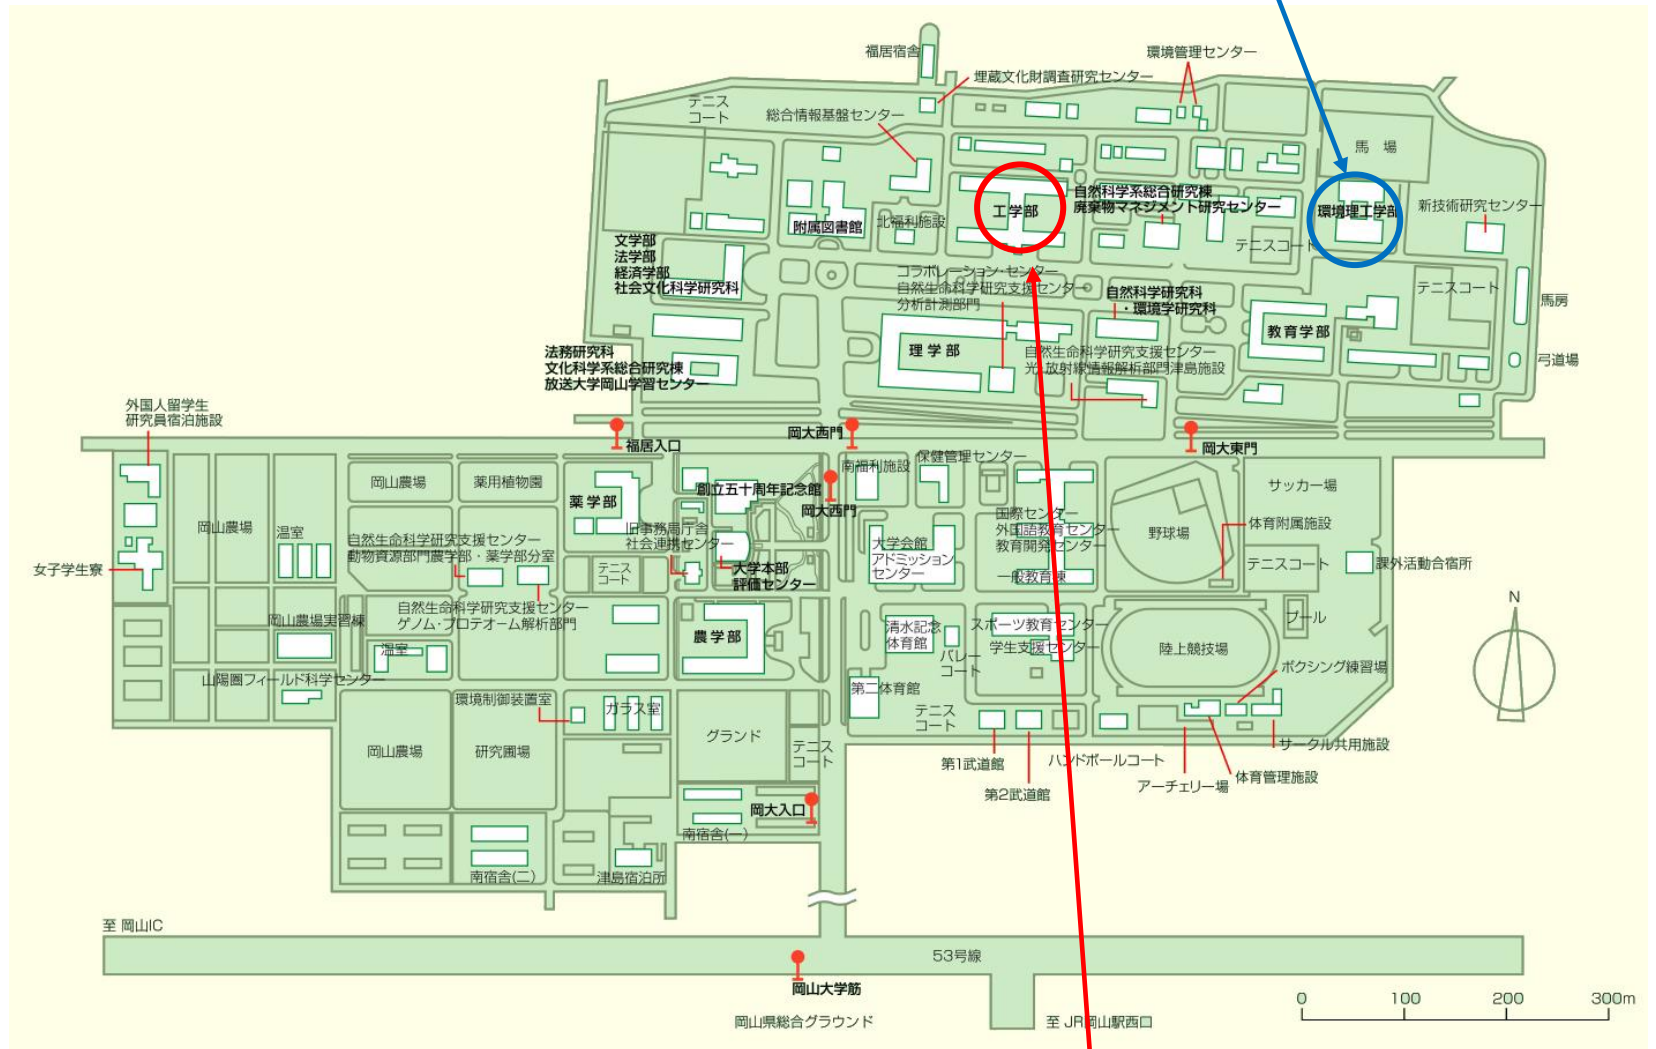 福居宿舎
環境管理センター
埋蔵文化財調査研究センター
テニス
コート
総合情報基盤センター
馬 場
自然科学系総合研究棟
廃棄物マネジメント研究センター
工学部
環境理工学部
新技術研究センター
附属図書館
北福利施設
テニスコート
文学部
法学部
経済学部
社会文化科学研究科
コラボレーション・センター
自然生命科学研究支援センター
分析計測部門
自然科学研究科
・環境学研究科
テニスコート
馬房
教育学部
理学部
法務研究科
文化科学系総合研究棟
放送大学岡山学習センター
自然生命科学研究支援センター
光・放射線情報解析部門津島施設
弓道場
外国人留学生
研究員宿泊施設
福居入口
岡大西門
岡大東門
岡山農場
薬用植物園
薬学部
創立五十周年記念館
岡大西門
南福利施設
保健管理センター
サッカー場
岡山農場
温室
自然生命科学研究支援センター
動物資源部門農学部・薬学部分室
旧事務局庁舎
社会連携センター
国際センター
外国語教育センター
教育開発センター
野球場
体育附属施設
女子学生寮
テニス
コート
大学本部
評価センター
大学会館
アドミッション
センター
一般教育棟
テニスコート
課外活動合宿所
自然生命科学研究支援センター
ゲノム・プロテオーム解析部門
岡山農場実習棟
農学部
清水記念
体育館
スポーツ教育センター
学生支援センター
プール
N
温室
バレー
コート
陸上競技場
ボクシング練習場
山陽圏フィールド科学センター
環境制御装置室
ガラス室
第二体育館
テニス
コート
岡山農場
研究圃場
グランド
テニス
コート
第1武道館
第2武道館
ハンドボールコート
アーチェリー場
体育管理施設
サークル共用施設
岡大入口
南宿舎(一)
南宿舎(二)
津島宿泊所
至 岡山IC
53号線
岡山大学筋
岡山県総合グラウンド
至 JR岡山駅西口
0 100 200 300m